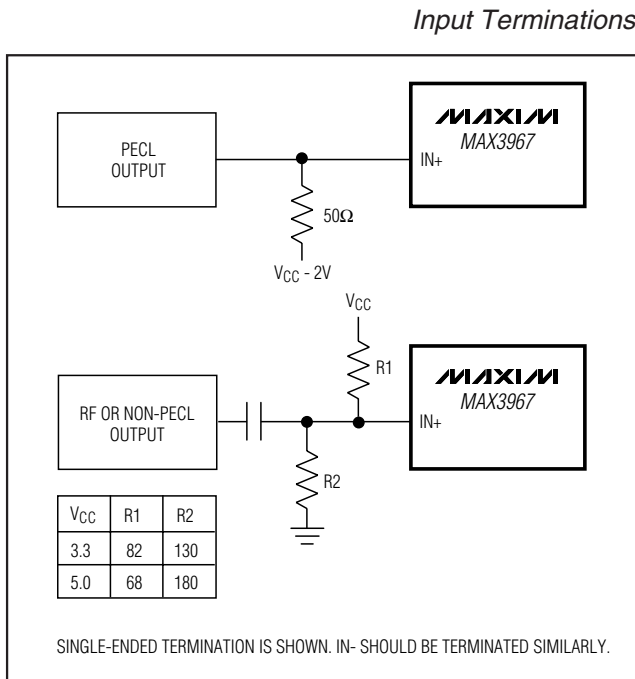 Input Terminations
PECL
OUTPUT
MAXIM
MAX3967
IN+
50Ω
VCC - 2V
VCC
R1
MAXIM
MAX3967
RF OR NON-PECL
OUTPUT
IN+
R2
VCC R1 R2
3.3 82 130
5.0 68 180
SINGLE-ENDED TERMINATION IS SHOWN. IN- SHOULD BE TERMINATED SIMILARLY.